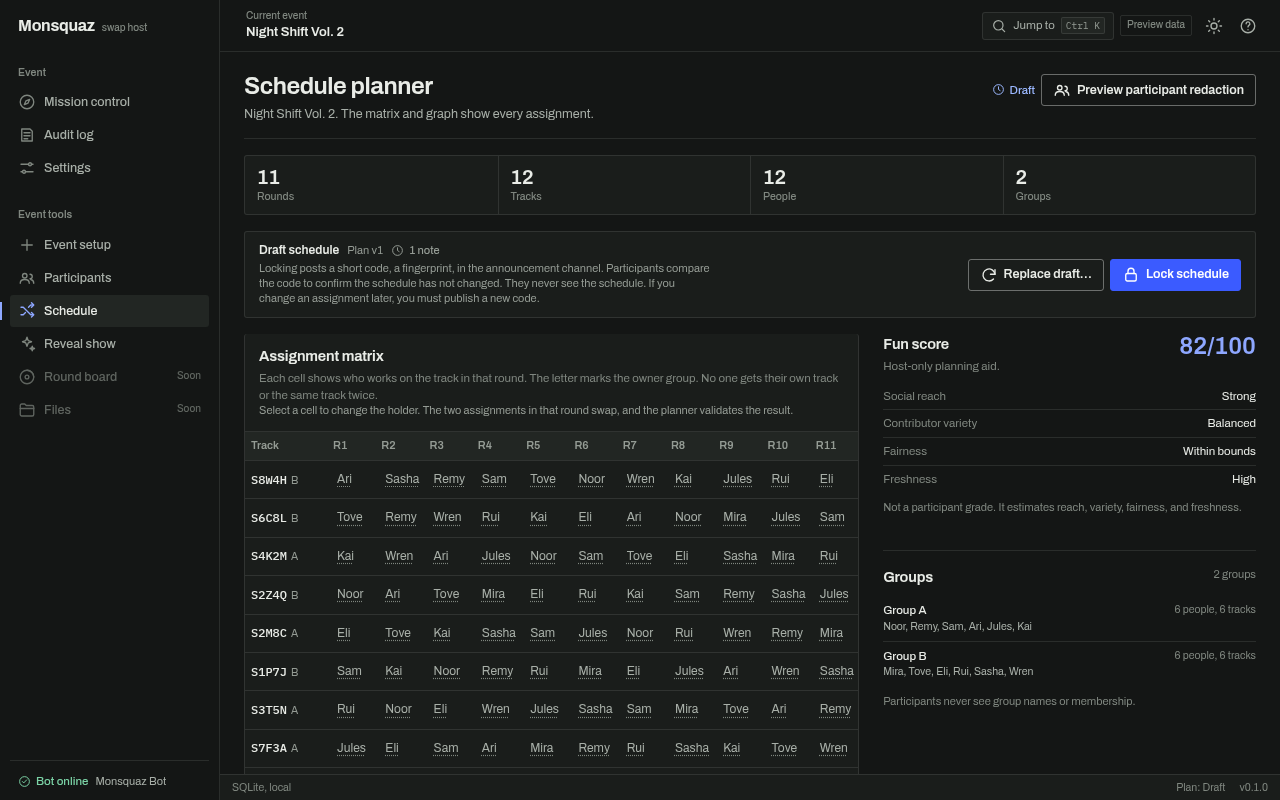 Monsquaz swap host
Event
Mission control
Audit log
Settings
Event tools
Event setup
Participants
Schedule
Reveal show
Round board Soon
Files Soon
Bot online Monsquaz Bot
Current event
Night Shift Vol. 2
Jump to Ctrl K
Preview data
Schedule planner
Night Shift Vol. 2. The matrix and graph show every assignment.
Draft
Preview participant redaction
11
Rounds
12
Tracks
12
People
2
Groups
Draft schedule Plan v1 1 note
Locking posts a short code, a fingerprint, in the announcement channel. Participants compare
the code to confirm the schedule has not changed. They never see the schedule. If you
change an assignment later, you must publish a new code.
Replace draft...
Lock schedule
Assignment matrix
Each cell shows who works on the track in that round. The letter marks the owner group. No one gets their own track
or the same track twice.
Select a cell to change the holder. The two assignments in that round swap, and the planner validates the result.
Track R1 R2 R3 R4 R5 R6 R7 R8 R9 R10 R11
S8W4H B Ari Sasha Remy Sam Tove Noor Wren Kai Jules Rui Eli
S6C8L B Tove Remy Wren Rui Kai Eli Ari Noor Mira Jules Sam
S4K2M A Kai Wren Ari Jules Noor Sam Tove Eli Sasha Mira Rui
S2Z4Q B Noor Ari Tove Mira Eli Rui Kai Sam Remy Sasha Jules
S2M8C A Eli Tove Kai Sasha Sam Jules Noor Rui Wren Remy Mira
S1P7J B Sam Kai Noor Remy Rui Mira Eli Jules Ari Wren Sasha
S3T5N A Rui Noor Eli Wren Jules Sasha Sam Mira Tove Ari Remy
S7F3A A Jules Eli Sam Ari Mira Remy Rui Sasha Kai Tove Wren
Fun score 82/100
Host-only planning aid.
Social reach Strong
Contributor variety Balanced
Fairness Within bounds
Freshness High
Not a participant grade. It estimates reach, variety, fairness, and freshness.
Groups 2 groups
Group A 6 people, 6 tracks
Noor, Remy, Sam, Ari, Jules, Kai
Group B 6 people, 6 tracks
Mira, Tove, Eli, Rui, Sasha, Wren
Participants never see group names or membership.
SQLite, local
Plan: Draft v0.1.0